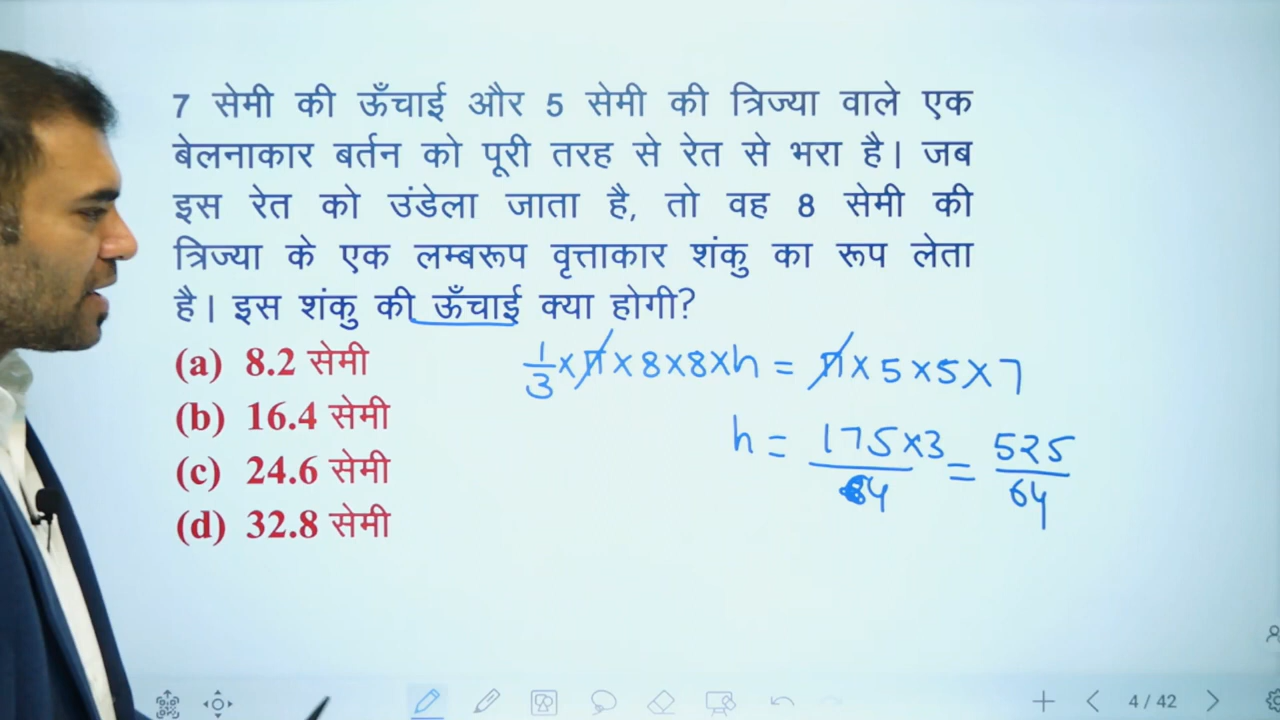 7 सेमी की ऊँचाई और 5 सेमी की त्रिज्या वाले एक
बेलनाकार बर्तन को पूरी तरह से रेत से भरा है। जब
इस रेत को उंडेला जाता है, तो वह 8 सेमी की
त्रिज्या के एक लम्बरूप वृत्ताकार शंकु का रूप लेता
है। इस शंकु की ऊँचाई क्या होगी?
(a) 8.2 सेमी
(b) 16.4 सेमी
(c) 24.6 सेमी
(d) 32.8 सेमी
1/3 × π × 8 × 8 × h = π × 5 × 5 × 7
h = 175 × 3 / 64 = 525 / 64
4 / 42